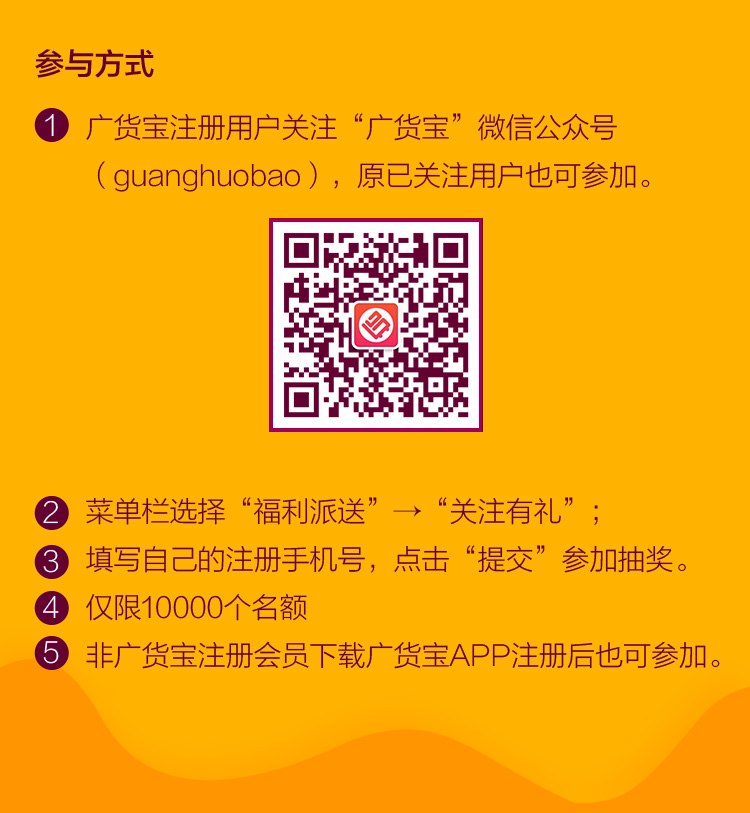 参与方式
1 广货宝注册用户关注“广货宝”微信公众号
（guanghuobao），原已关注用户也可参加。
2 菜单栏选择“福利派送”→“关注有礼”；
3 填写自己的注册手机号，点击“提交”参加抽奖。
4 仅限10000个名额
5 非广货宝注册会员下载广货宝APP注册后也可参加。